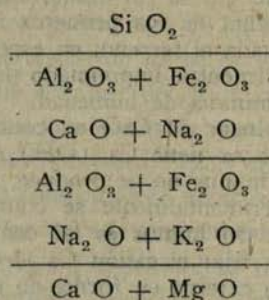 Si O₂
Al₂ O₃ + Fe₂ O₃
Ca O + Na₂ O
Al₂ O₃ + Fe₂ O₃
Na₂ O + K₂ O
Ca O + Mg O